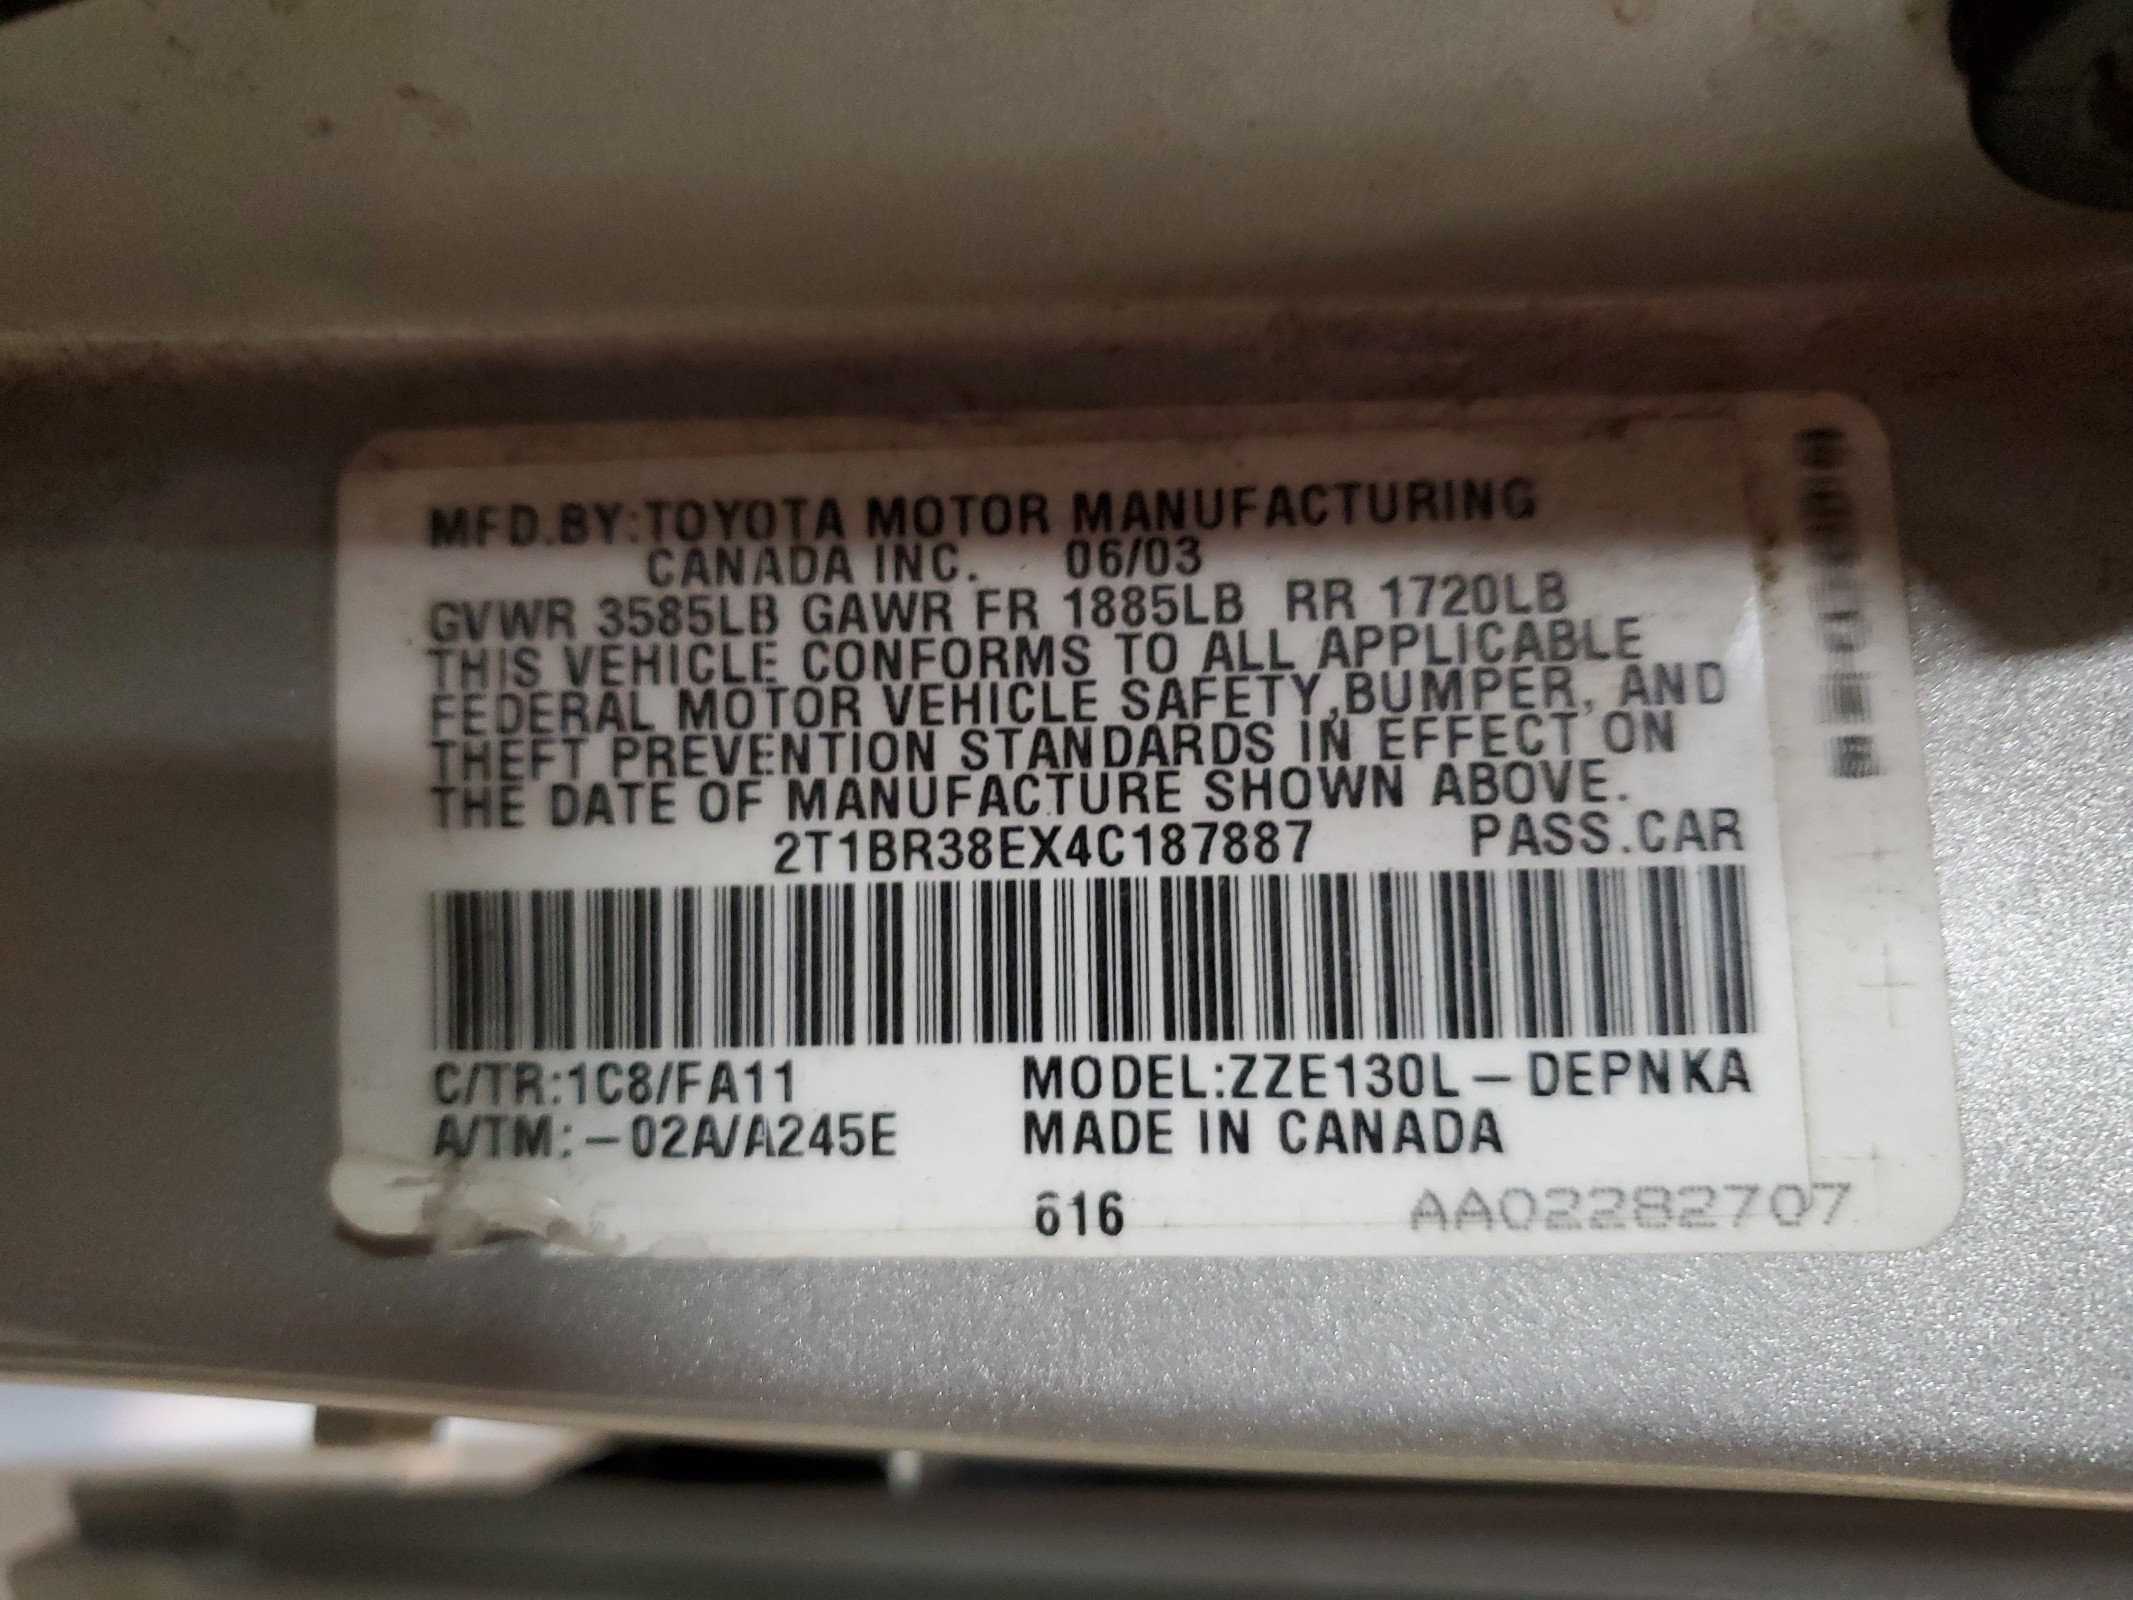 MFD.BY:TOYOTA MOTOR MANUFACTURING
CANADA INC. 06/03
GVWR 3585LB GAWR FR 1885LB RR 1720LB
THIS VEHICLE CONFORMS TO ALL APPLICABLE
FEDERAL MOTOR VEHICLE SAFETY,BUMPER, AND
THEFT PREVENTION STANDARDS IN EFFECT ON
THE DATE OF MANUFACTURE SHOWN ABOVE.
2T1BR38EX4C187887 PASS.CAR
C/TR:1C8/FA11 MODEL:ZZE130L-DEPNKA
A/TM:-02A/A245E MADE IN CANADA
616 AA02282707